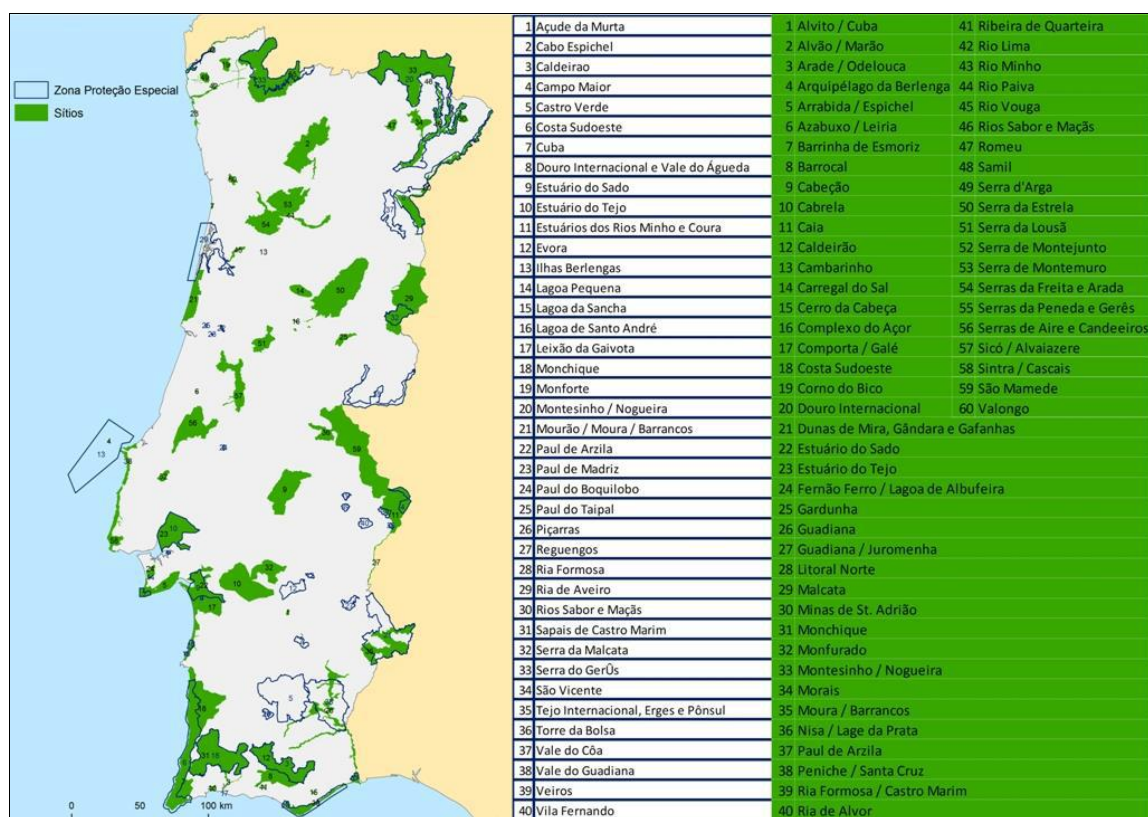 Zona Proteção Especial
Sítios
0 50 100 km
1 Açude da Murta
2 Cabo Espichel
3 Caldeirao
4 Campo Maior
5 Castro Verde
6 Costa Sudoeste
7 Cuba
8 Douro Internacional e Vale do Águeda
9 Estuário do Sado
10 Estuário do Tejo
11 Estuários dos Rios Minho e Coura
12 Evora
13 Ilhas Berlengas
14 Lagoa Pequena
15 Lagoa da Sancha
16 Lagoa de Santo André
17 Leixão da Gaivota
18 Monchique
19 Monforte
20 Montesinho / Nogueira
21 Mourão / Moura / Barrancos
22 Paul de Arzila
23 Paul de Madriz
24 Paul do Boquilobo
25 Paul do Taipal
26 Piçarras
27 Reguengos
28 Ria Formosa
29 Ria de Aveiro
30 Rios Sabor e Maçãs
31 Sapais de Castro Marim
32 Serra da Malcata
33 Serra do GerÛs
34 São Vicente
35 Tejo Internacional, Erges e Pônsul
36 Torre da Bolsa
37 Vale do Côa
38 Vale do Guadiana
39 Veiros
40 Vila Fernando
1 Alvito / Cuba
2 Alvão / Marão
3 Arade / Odelouca
4 Arquipélago da Berlenga
5 Arrabida / Espichel
6 Azabuxo / Leiria
7 Barrinha de Esmoriz
8 Barrocal
9 Cabeção
10 Cabrela
11 Caia
12 Caldeirão
13 Cambarinho
14 Carregal do Sal
15 Cerro da Cabeça
16 Complexo do Açor
17 Comporta / Galé
18 Costa Sudoeste
19 Corno do Bico
20 Douro Internacional
21 Dunas de Mira, Gândara e Gafanhas
22 Estuário do Sado
23 Estuário do Tejo
24 Fernão Ferro / Lagoa de Albufeira
25 Gardunha
26 Guadiana
27 Guadiana / Juromenha
28 Litoral Norte
29 Malcata
30 Minas de St. Adrião
31 Monchique
32 Monfurado
33 Montesinho / Nogueira
34 Morais
35 Moura / Barrancos
36 Nisa / Lage da Prata
37 Paul de Arzila
38 Peniche / Santa Cruz
39 Ria Formosa / Castro Marim
40 Ria de Alvor
41 Ribeira de Quarteira
42 Rio Lima
43 Rio Minho
44 Rio Paiva
45 Rio Vouga
46 Rios Sabor e Maçãs
47 Romeu
48 Samil
49 Serra d'Arga
50 Serra da Estrela
51 Serra da Lousã
52 Serra de Montejunto
53 Serra de Montemuro
54 Serras da Freita e Arada
55 Serras da Peneda e Gerês
56 Serras de Aire e Candeeiros
57 Sicó / Alvaiazere
58 Sintra / Cascais
59 São Mamede
60 Valongo